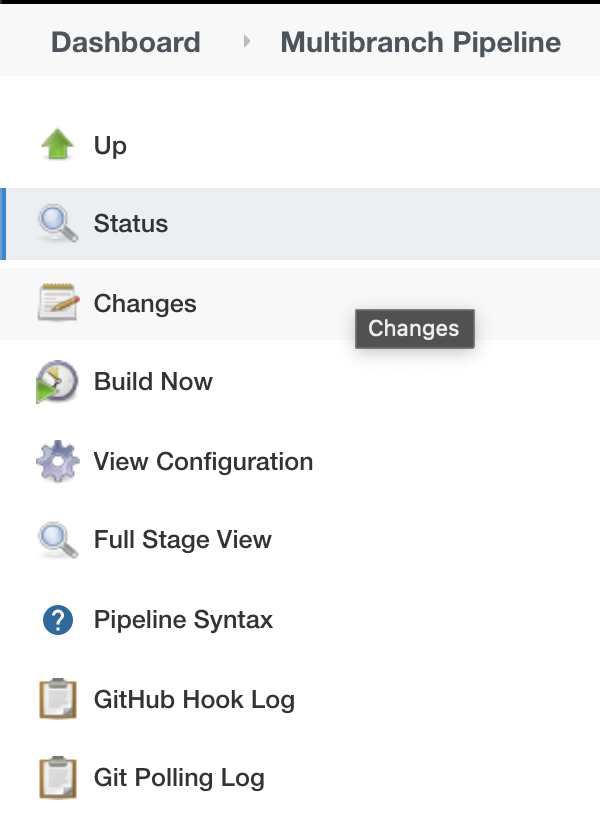 Dashboard Multibranch Pipeline
Up
Status
Changes
Changes
Build Now
View Configuration
Full Stage View
Pipeline Syntax
GitHub Hook Log
Git Polling Log